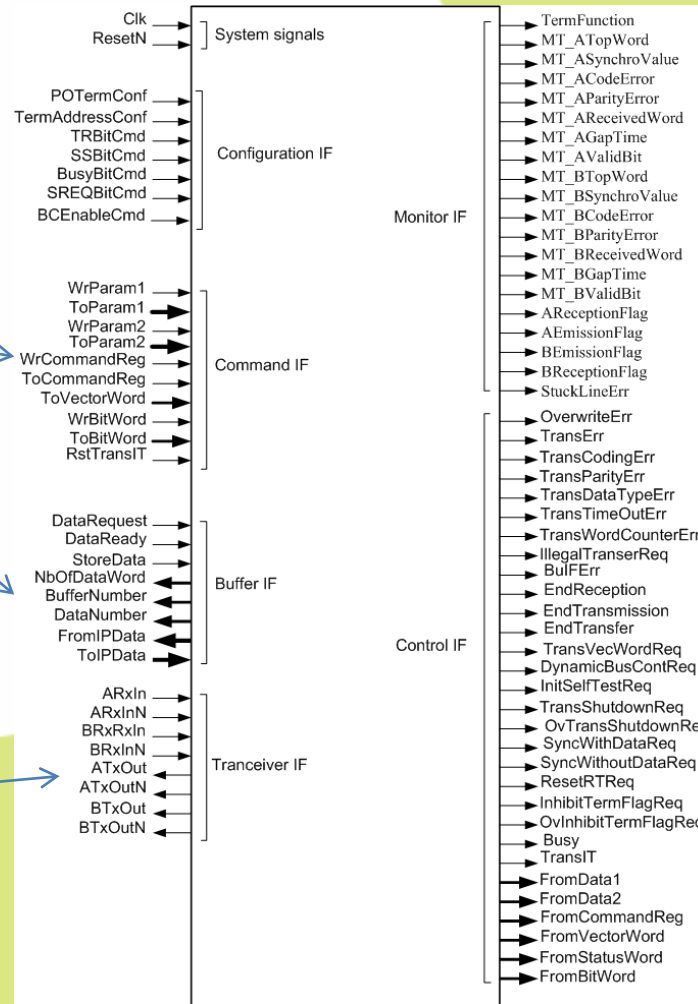 Clk
ResetN
System signals
POTermConf
TermAddressConf
TRBitCmd
SSBitCmd
BusyBitCmd
SREQBitCmd
BCEnableCmd
Configuration IF
WrParam1
ToParam1
WrParam2
ToParam2
WrCommandReg
ToCommandReg
ToVectorWord
WrBitWord
ToBitWord
RstTransIT
Command IF
DataRequest
DataReady
StoreData
NbOfDataWord
BufferNumber
DataNumber
FromIPData
ToIPData
Buffer IF
ARxIn
ARxInN
BRxRxIn
BRxInN
ATxOut
ATxOutN
BTxOut
BTxOutN
Tranceiver IF
Monitor IF
TermFunction
MT_ATopWord
MT_ASynchroValue
MT_ACodeError
MT_AParityError
MT_AReceivedWord
MT_AGapTime
MT_AValidBit
MT_BTopWord
MT_BSynchroValue
MT_BCodeError
MT_BParityError
MT_BReceivedWord
MT_BGapTime
MT_BValidBit
AReceptionFlag
AEmissionFlag
BEmissionFlag
BReceptionFlag
StuckLineErr
Control IF
OverwriteErr
TransErr
TransCodingErr
TransParityErr
TransDataTypeErr
TransTimeOutErr
TransWordCounterErr
IllegalTranserReq
BuIFErr
EndReception
EndTransmission
EndTransfer
TransVecWordReq
DynamicBusContReq
InitSelfTestReq
TransShutdownReq
OvTransShutdownRe
SyncWithDataReq
SyncWithoutDataReq
ResetRTReq
InhibitTermFlagReq
OvInhibitTermFlagReq
Busy
TransIT
FromData1
FromData2
FromCommandReg
FromVectorWord
FromStatusWord
FromBitWord